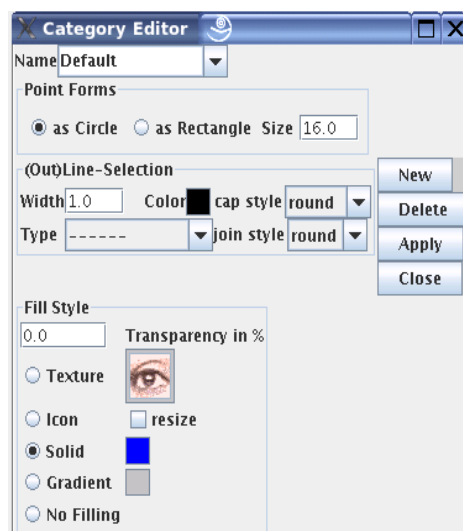 Category Editor
Name Default
Point Forms
as Circle as Rectangle Size 16.0
(Out)Line-Selection
Width 1.0 Color cap style round
Type ------ join style round
New
Delete
Apply
Close
Fill Style
0.0 Transparency in %
Texture
Icon resize
Solid
Gradient
No Filling